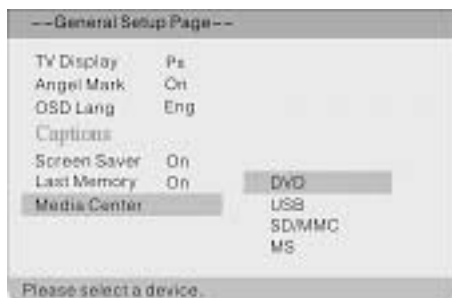 --General Setup Page--
TV Display Ps
Angel Mark On
OSD Lang Eng
Captions
Screen Saver On
Last Memory On
Media Center
DVD
USB
SD/MMC
MS
Please select a device.